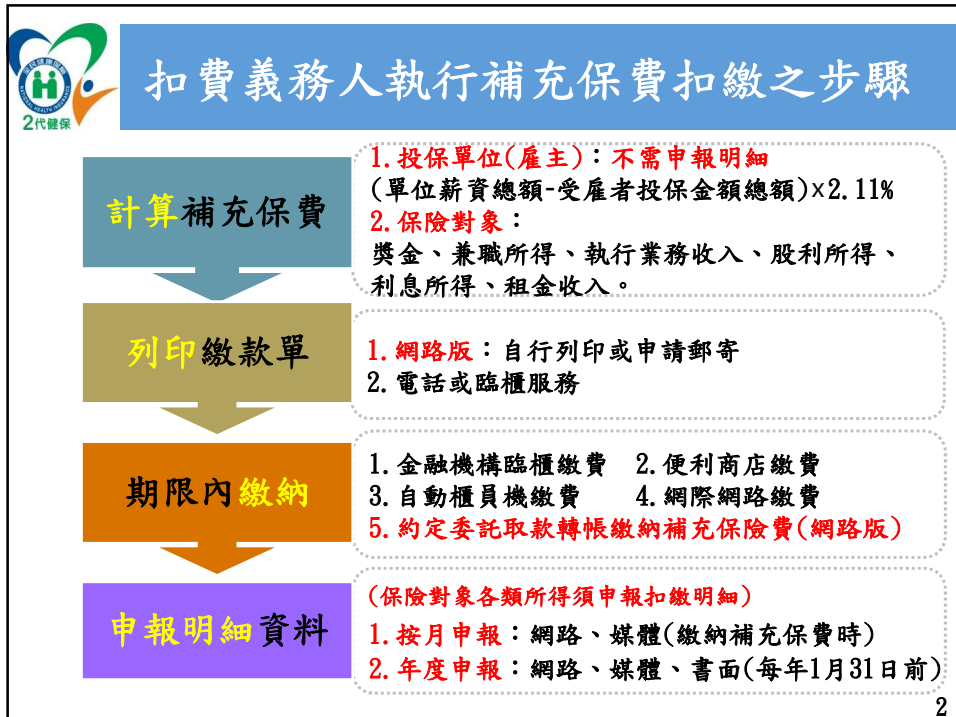 2代健保
扣費義務人執行補充保費扣繳之步驟
計算補充保費
1.投保單位(雇主)：不需申報明細
(單位薪資總額-受雇者投保金額總額)×2.11%
2.保險對象：
獎金、兼職所得、執行業務收入、股利所得、
利息所得、租金收入。
列印繳款單
1.網路版：自行列印或申請郵寄
2.電話或臨櫃服務
期限內繳納
1.金融機構臨櫃繳費 2.便利商店繳費
3.自動櫃員機繳費 4.網際網路繳費
5.約定委託取款轉帳繳納補充保險費(網路版)
申報明細資料
(保險對象各類所得須申報扣繳明細)
1.按月申報：網路、媒體(繳納補充保費時)
2.年度申報：網路、媒體、書面(每年1月31日前)
2